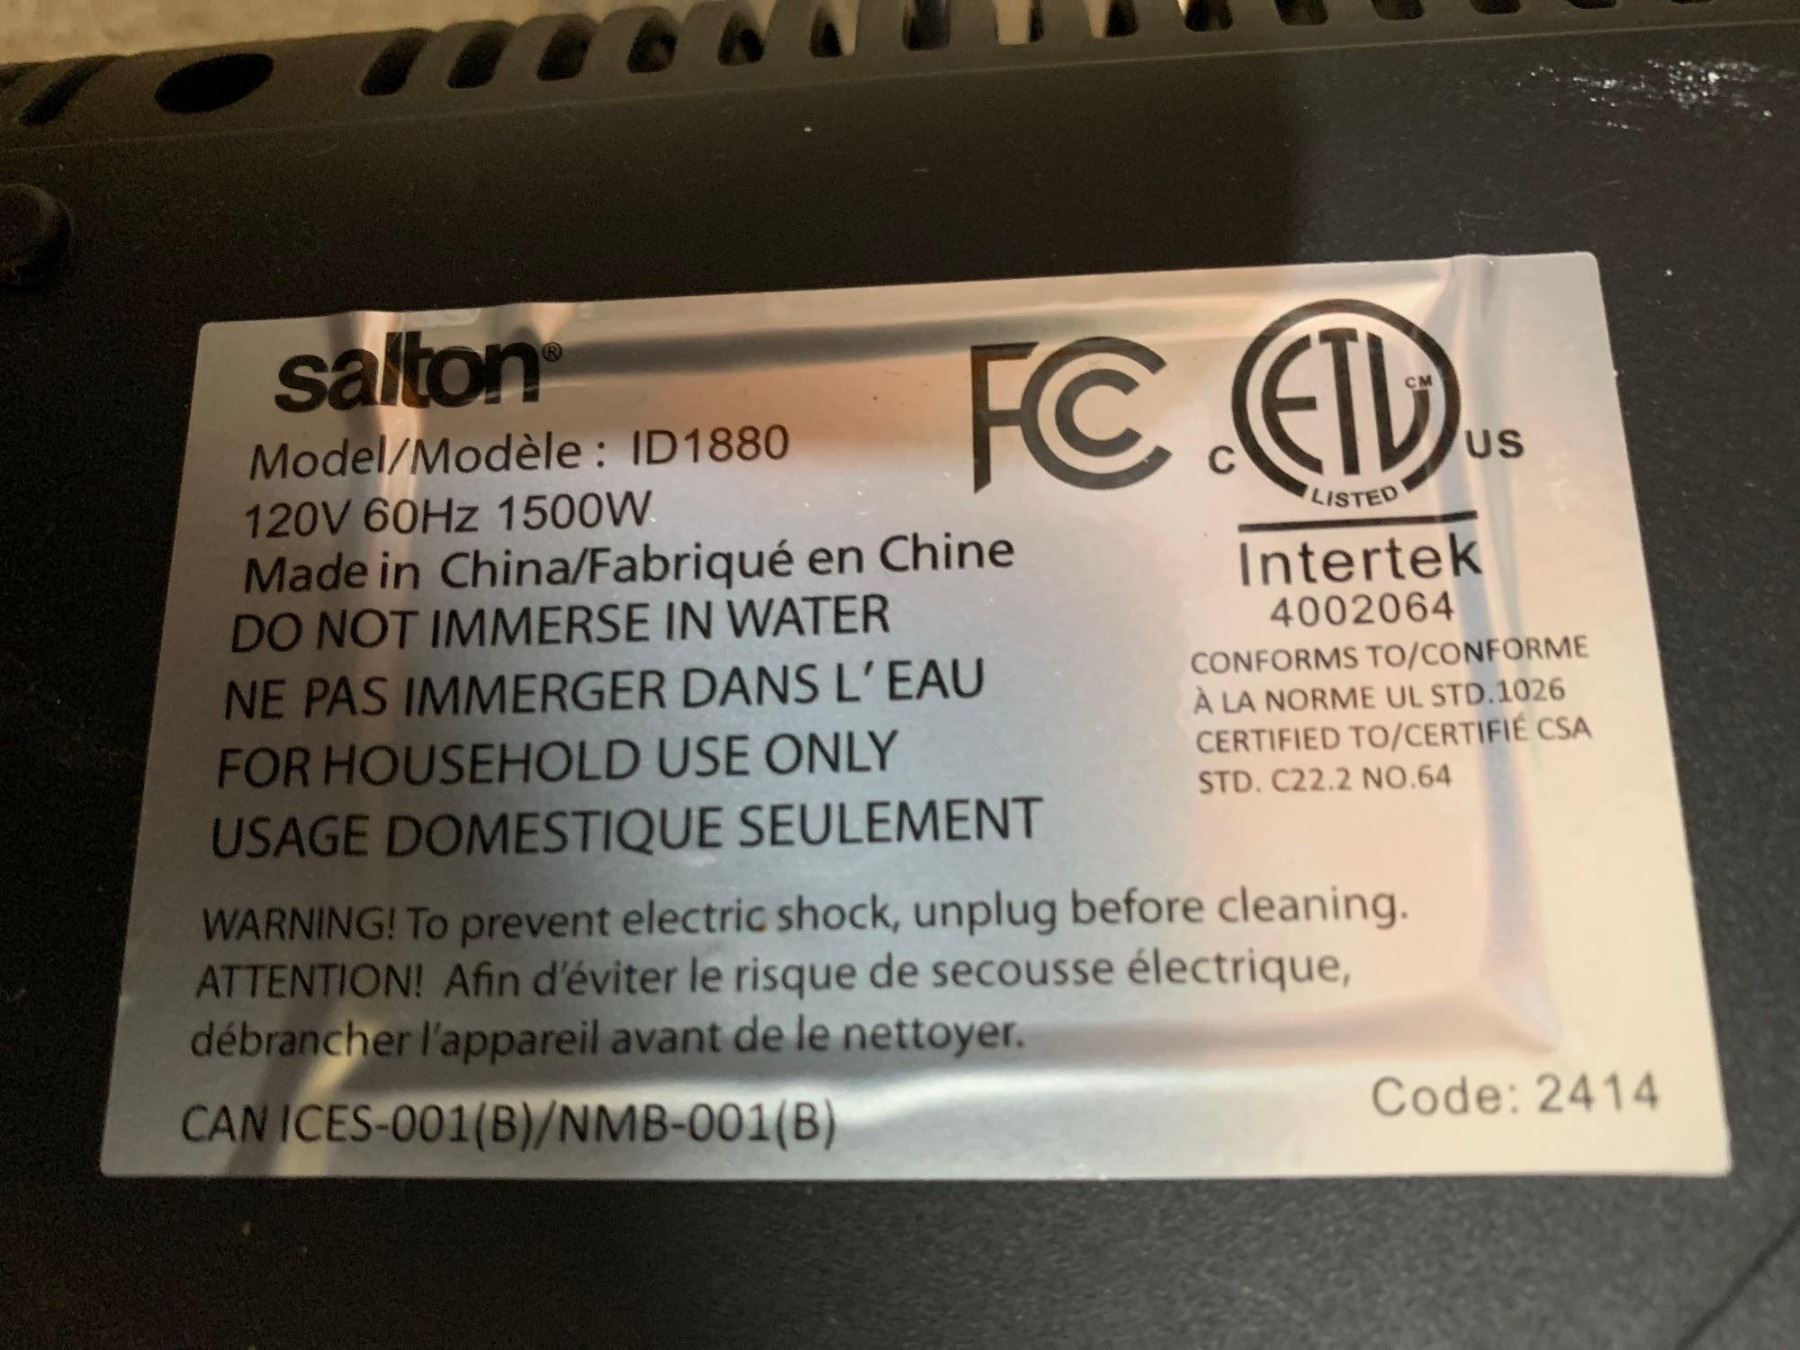 salton®
Model/Modèle : ID1880
120V 60Hz 1500W
Made in China/Fabriqué en Chine
DO NOT IMMERSE IN WATER
NE PAS IMMERGER DANS L' EAU
FOR HOUSEHOLD USE ONLY
USAGE DOMESTIQUE SEULEMENT
FC
C ETL CM US
LISTED
Intertek
4002064
CONFORMS TO/CONFORME
À LA NORME UL STD.1026
CERTIFIED TO/CERTIFIÉ CSA
STD. C22.2 NO.64
WARNING! To prevent electric shock, unplug before cleaning.
ATTENTION! Afin d'éviter le risque de secousse électrique,
débrancher l'appareil avant de le nettoyer.
CAN ICES-001(B)/NMB-001(B)
Code: 2414